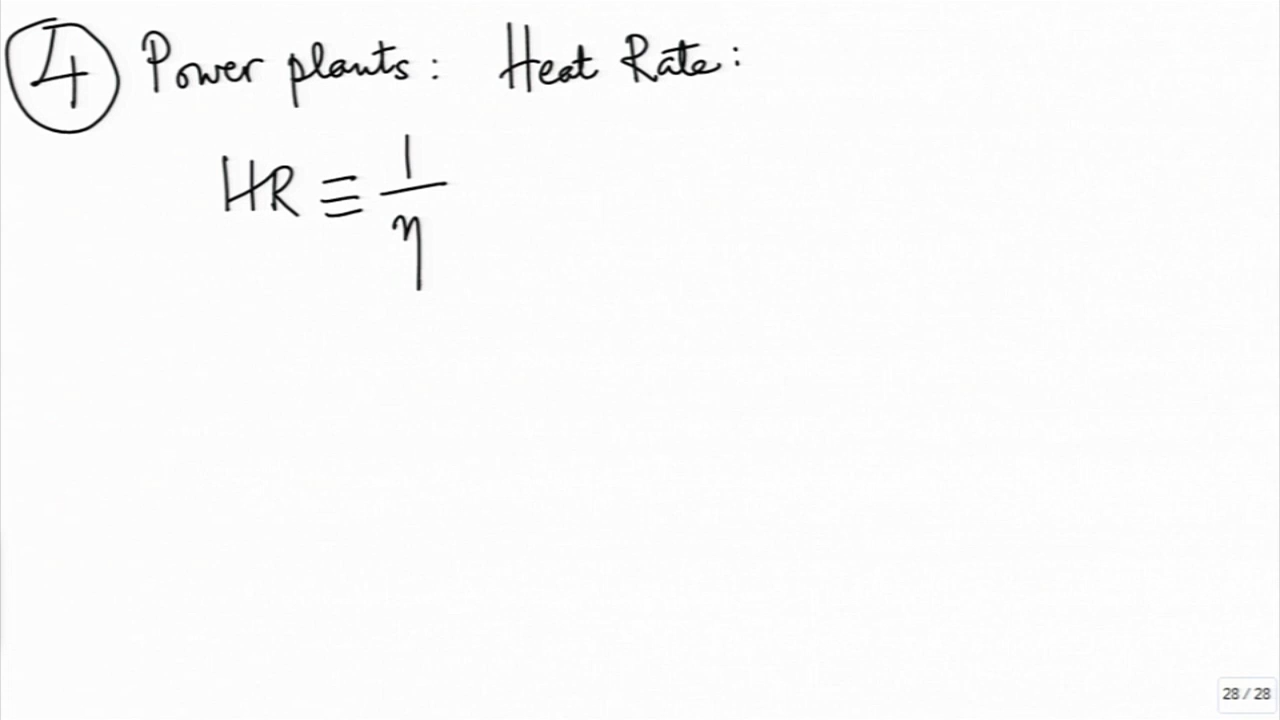 ④ Power plants: Heat Rate:
HR ≡ 1/η
28 / 28